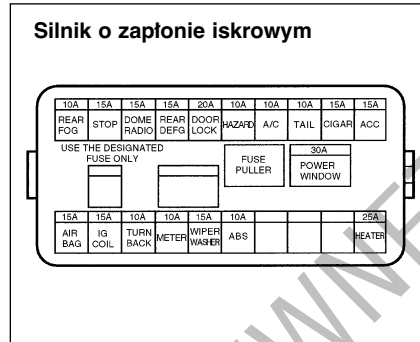 Silnik o zapłonie iskrowym
10A 15A 15A 15A 20A 10A 10A 10A 15A 15A
REAR FOG STOP DOME RADIO REAR DEFG DOOR LOCK HAZARD A/C TAIL CIGAR ACC
USE THE DESIGNATED
FUSE ONLY
FUSE
PULLER
30A
POWER
WINDOW
15A 15A 10A 10A 15A 10A 25A
AIR BAG IG COIL TURN BACK METER WIPER WASHER ABS HEATER